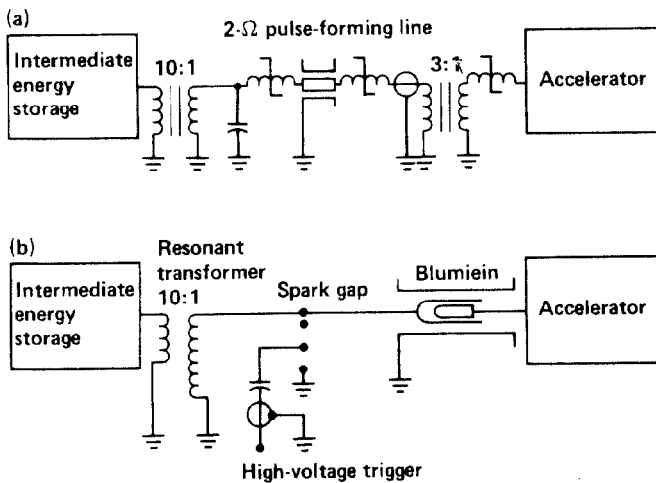 (a)
2-Ω pulse-forming line
Intermediate
energy
storage
10:1
Accelerator
(b)
Resonant
transformer
10:1
Intermediate
energy
storage
Spark gap
Blumiein
Accelerator
High-voltage trigger